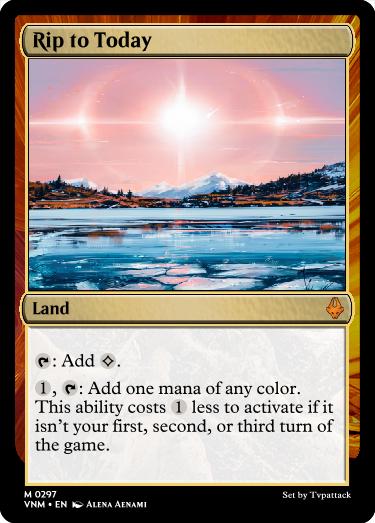 Rip to Today
Land
: Add .
1, : Add one mana of any color.
This ability costs 1 less to activate if it
isn't your first, second, or third turn of
the game.
M 0297
VNM • EN ALENA AENAMI
Set by Tvpattack